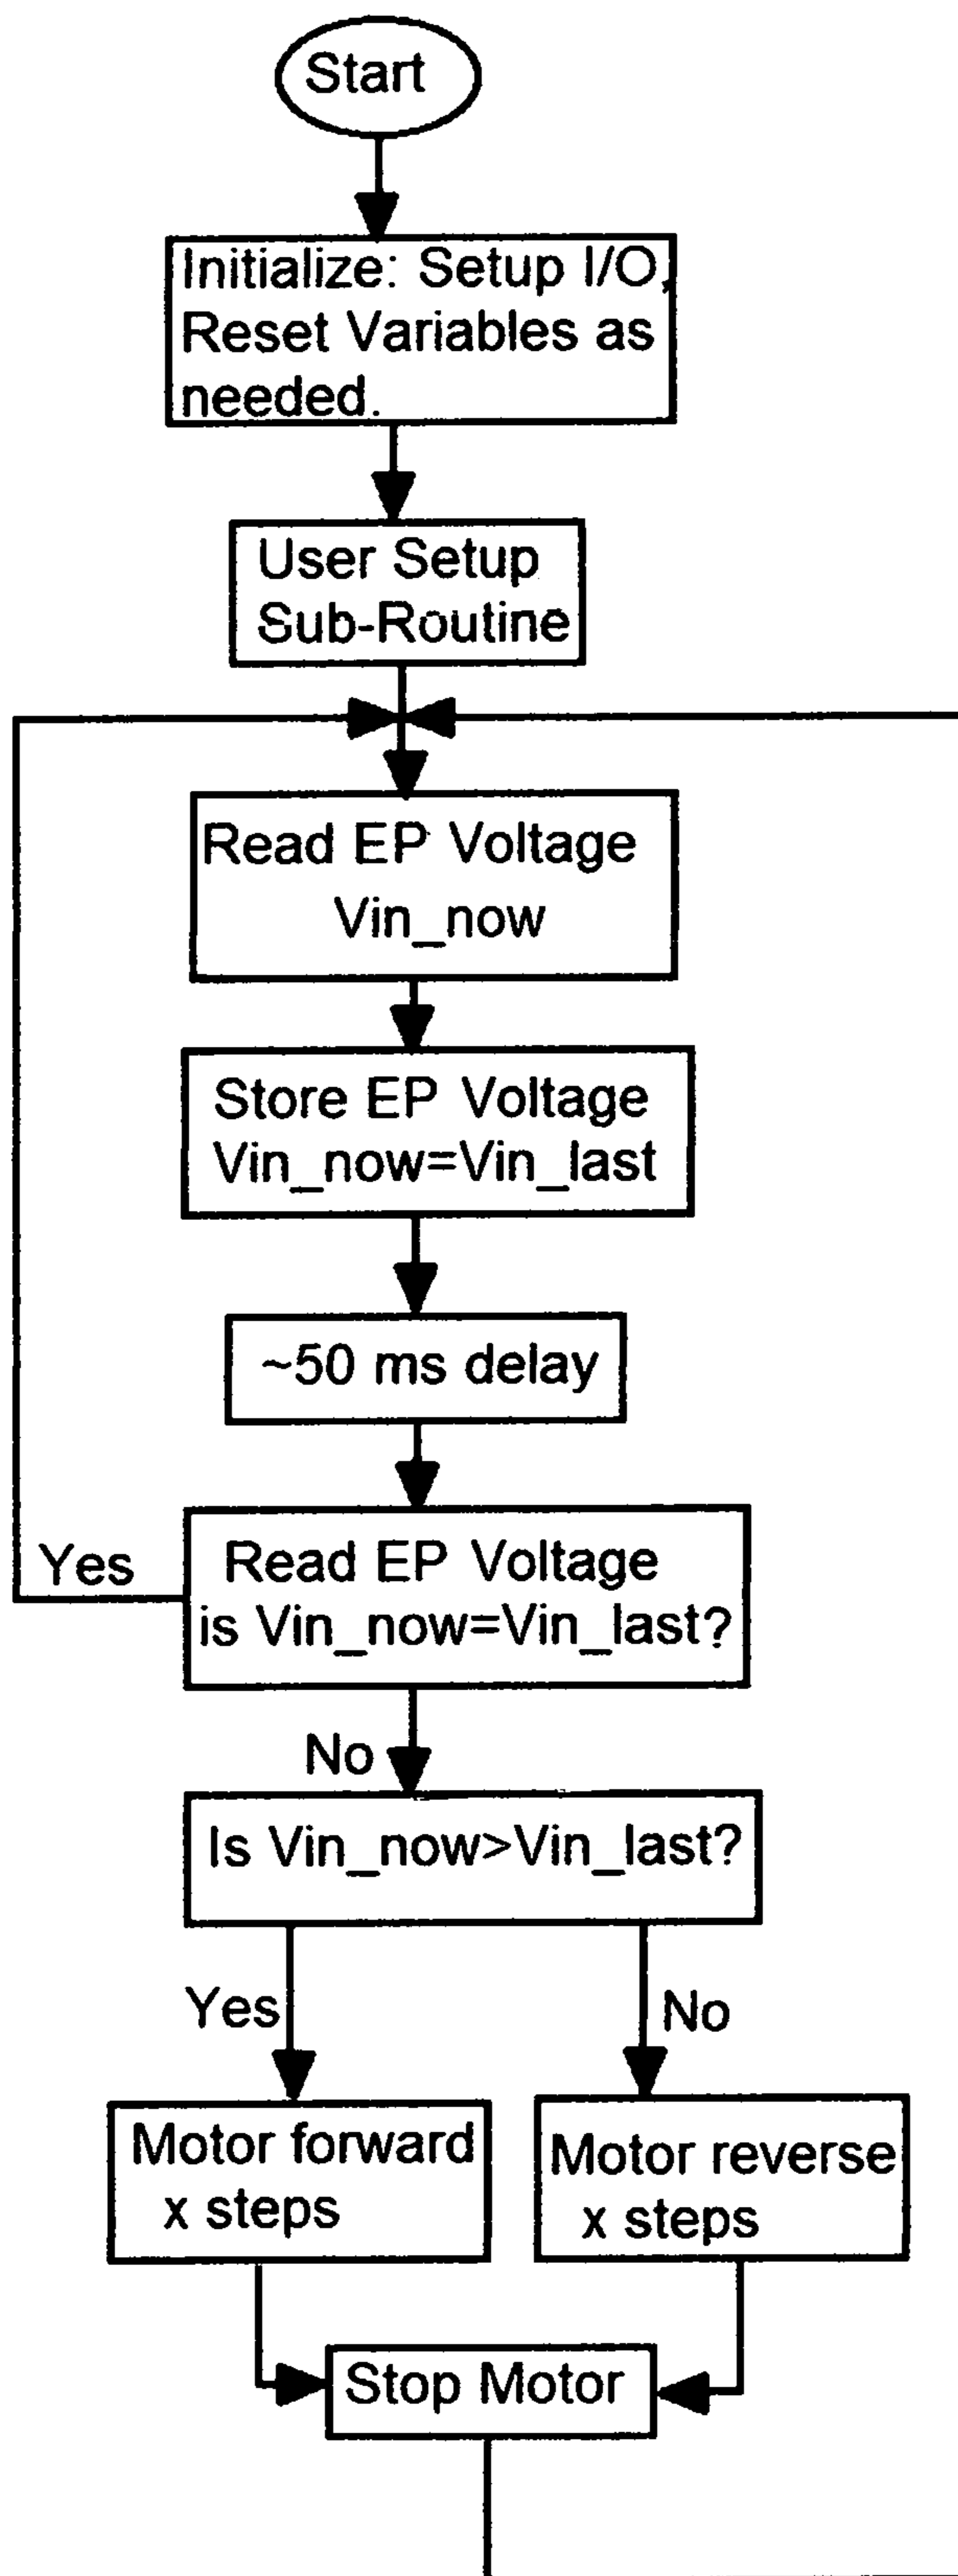 Start
Initialize: Setup I/O,
Reset Variables as
needed.
User Setup
Sub-Routine
Read EP Voltage
Vin_now
Store EP Voltage
Vin_now=Vin_last
~50 ms delay
Yes
Read EP Voltage
is Vin_now=Vin_last?
No
Is Vin_now>Vin_last?
Yes
No
Motor forward
x steps
Motor reverse
x steps
Stop Motor